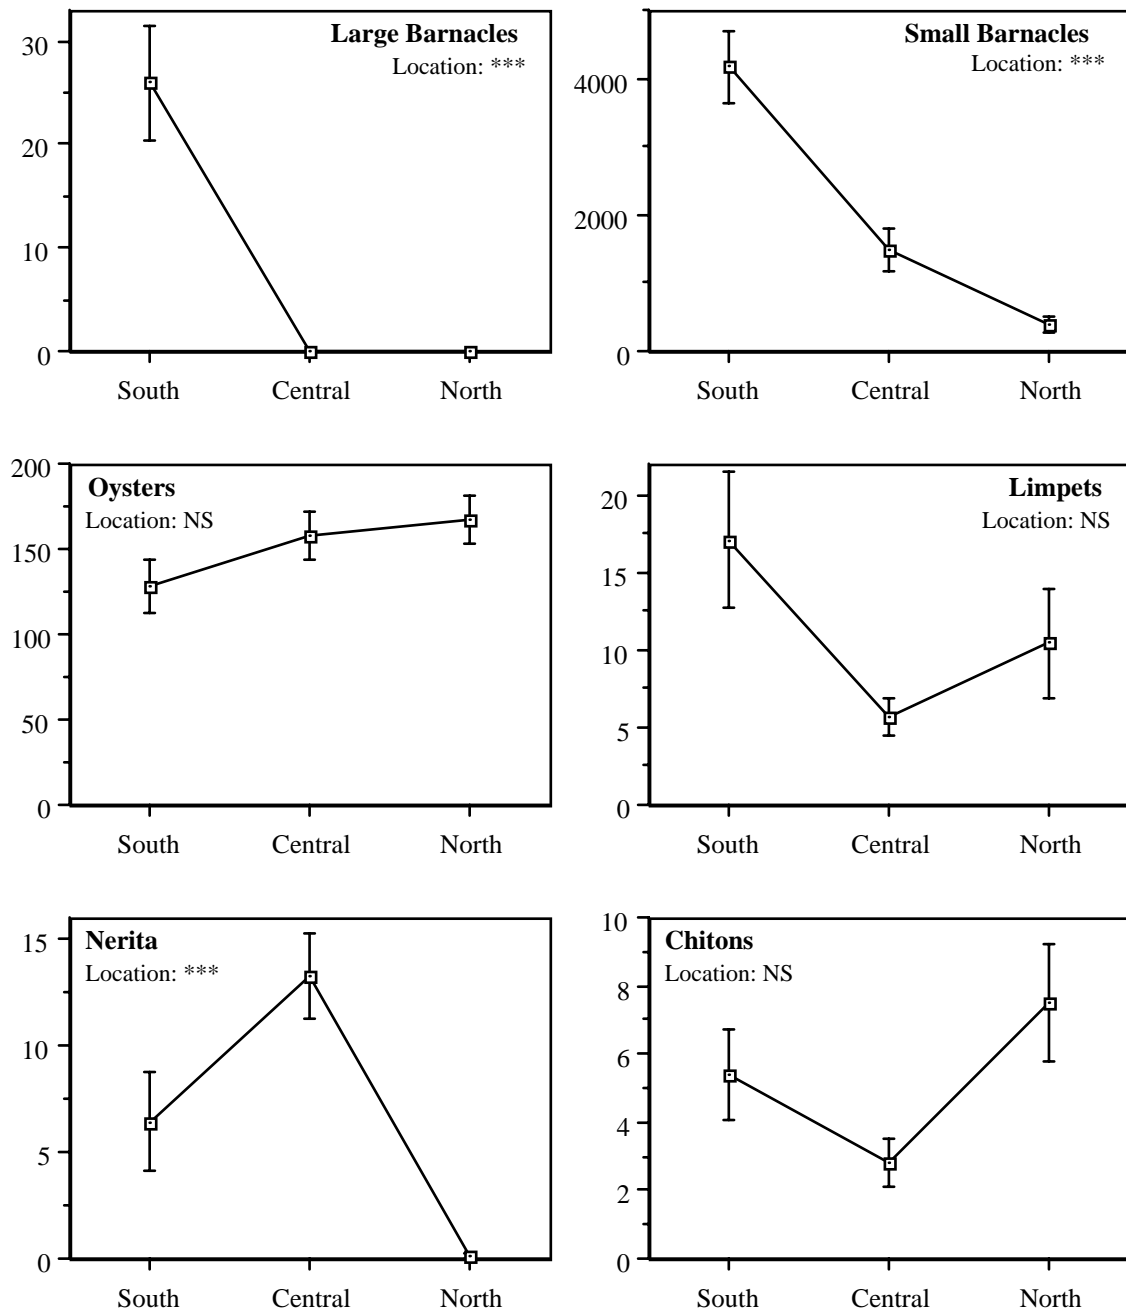 Large Barnacles
Location: ***
30
20
10
0
South Central North
Small Barnacles
Location: ***
4000
2000
0
South Central North
Oysters
Location: NS
200
150
100
50
0
South Central North
Limpets
Location: NS
20
15
10
5
0
South Central North
Nerita
Location: ***
15
10
5
0
South Central North
Chitons
Location: NS
10
8
6
4
2
0
South Central North